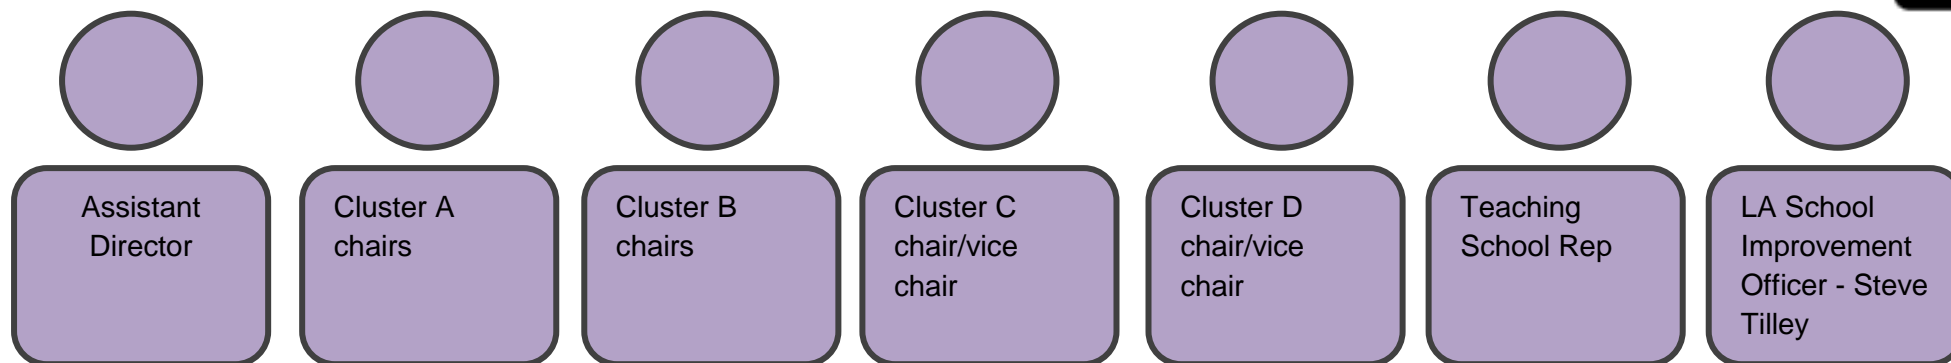 Assistant
Director
Cluster A
chairs
Cluster B
chairs
Cluster C
chair/vice
chair
Cluster D
chair/vice
chair
Teaching
School Rep
LA School
Improvement
Officer - Steve
Tilley